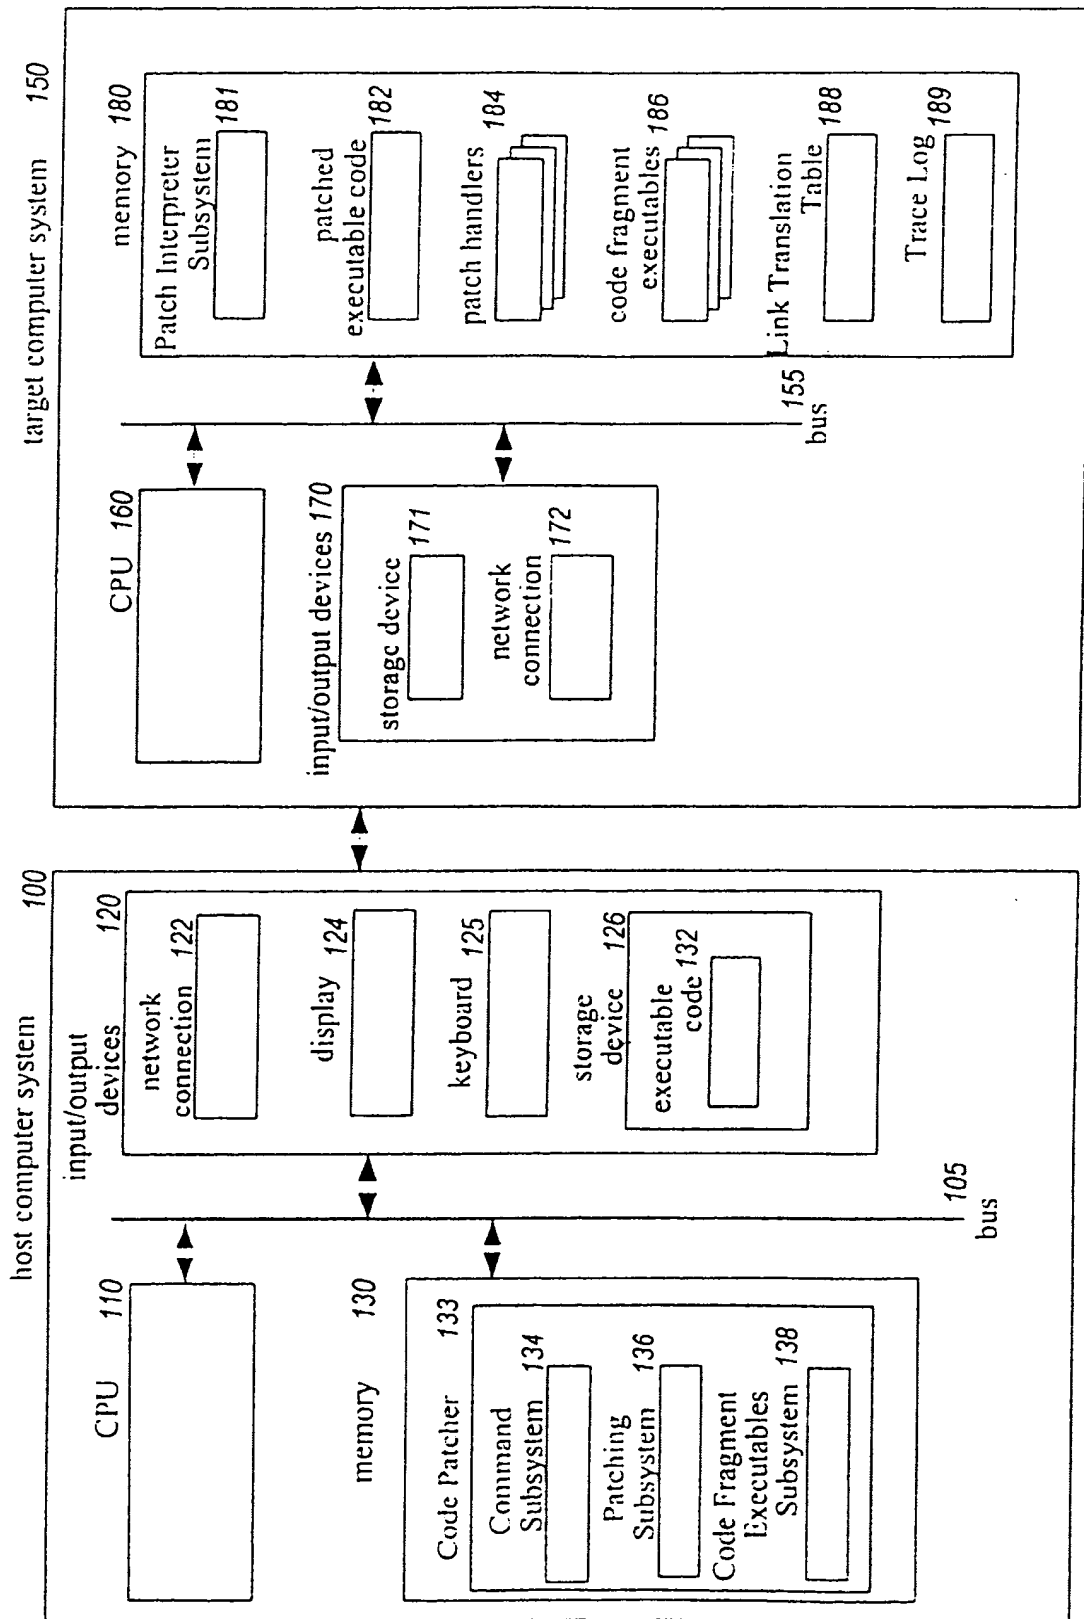 host computer system 100
CPU 110
memory 130
Code Patcher 133
Command
Subsystem 134
Patching
Subsystem 136
Code Fragment
Executables
Subsystem 138
105
bus
input/output
devices 120
network
connection 122
display 124
keyboard 125
storage
device 126
executable
code 132
target computer system 150
CPU 160
input/output devices 170
storage device 171
network
connection 172
155
bus
memory 180
Patch Interpreter
Subsystem 181
patched
executable code 182
patch handlers 184
code fragment
executables 186
Link Translation
Table 188
Trace Log 189